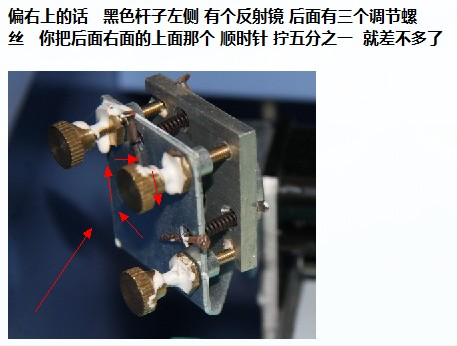 偏右上的话 黑色杆子左侧 有个反射镜 后面有三个调节螺
丝 你把后面右面的上面那个 顺时针 拧五分之一 就差不多了